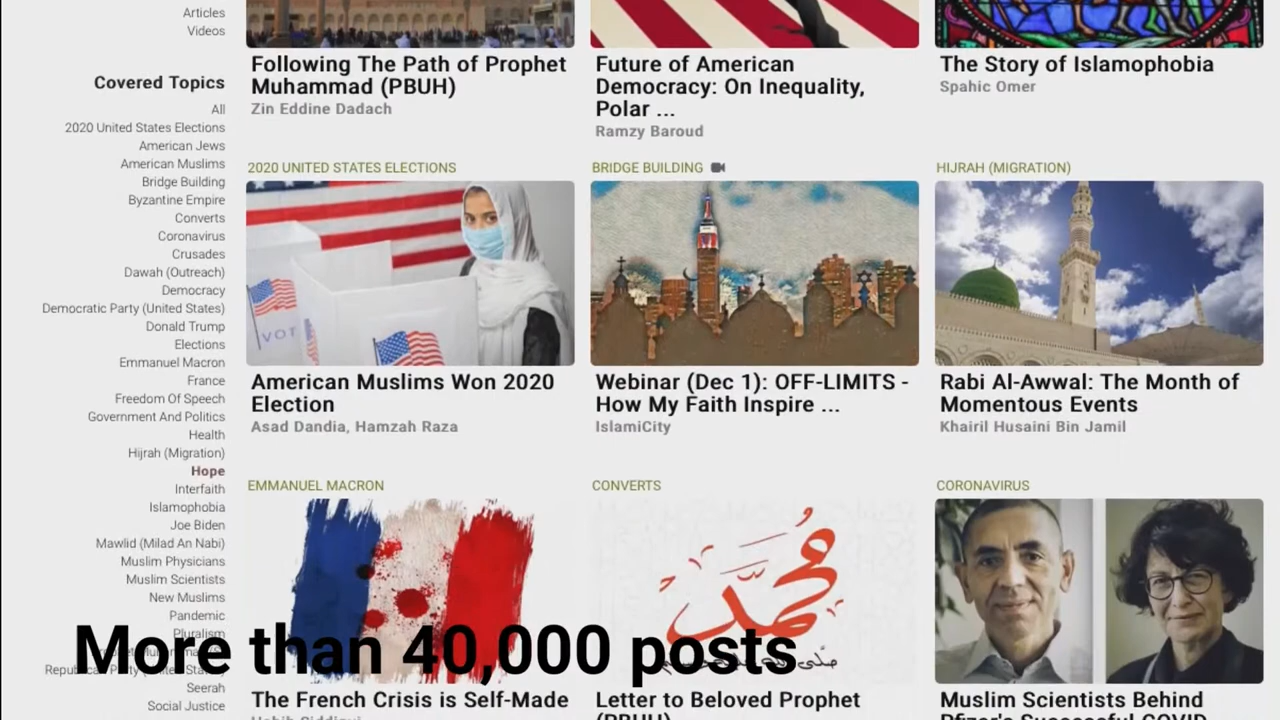 Articles
Videos
Covered Topics
All
2020 United States Elections
American Jews
American Muslims
Bridge Building
Byzantine Empire
Converts
Coronavirus
Crusades
Dawah (Outreach)
Democracy
Democratic Party (United States)
Donald Trump
Elections
Emmanuel Macron
France
Freedom Of Speech
Government And Politics
Health
Hijrah (Migration)
Hope
Interfaith
Islamophobia
Joe Biden
Mawlid (Milad An Nabi)
Muslim Physicians
Muslim Scientists
New Muslims
Pandemic
Pluralism
Seerah
Social Justice
Following The Path of Prophet
Muhammad (PBUH)
Zin Eddine Dadach
Future of American
Democracy: On Inequality,
Polar ...
Ramzy Baroud
The Story of Islamophobia
Spahic Omer
2020 UNITED STATES ELECTIONS
VOT
American Muslims Won 2020
Election
Asad Dandia, Hamzah Raza
BRIDGE BUILDING
Webinar (Dec 1): OFF-LIMITS -
How My Faith Inspire ...
IslamiCity
HIJRAH (MIGRATION)
Rabi Al-Awwal: The Month of
Momentous Events
Khairil Husaini Bin Jamil
EMMANUEL MACRON
The French Crisis is Self-Made
CONVERTS
محمد
Letter to Beloved Prophet
(PBUH)
CORONAVIRUS
Muslim Scientists Behind
Pfizer's Successful COVID
More than 40,000 posts